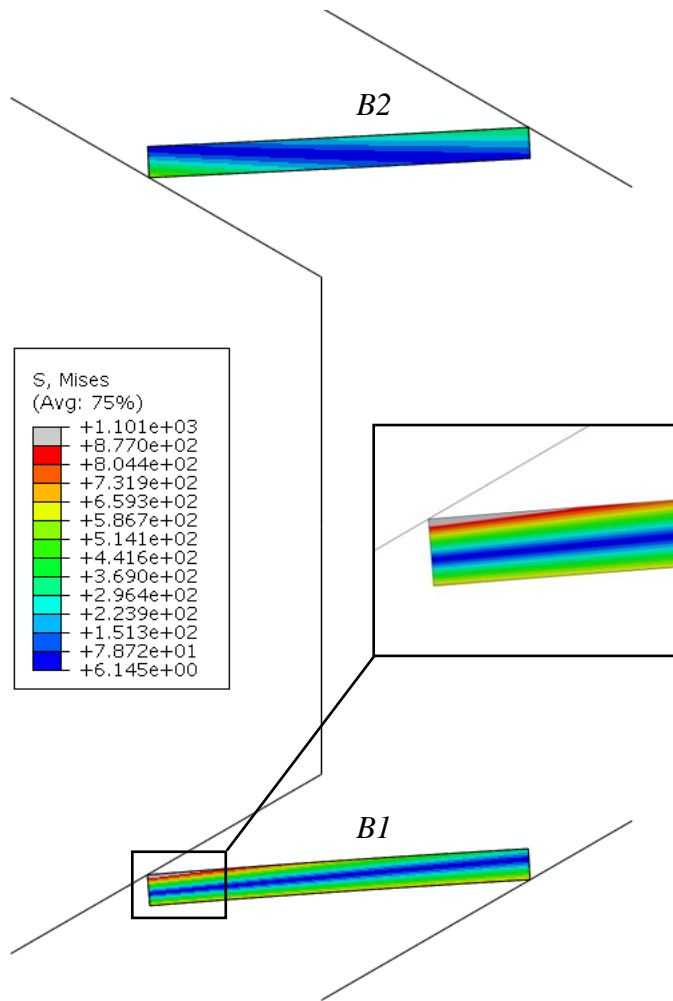 B2
S, Mises
(Avg: 75%)
+1.101e+03
+8.770e+02
+8.044e+02
+7.319e+02
+6.593e+02
+5.867e+02
+5.141e+02
+4.416e+02
+3.690e+02
+2.964e+02
+2.239e+02
+1.513e+02
+7.872e+01
+6.145e+00
B1